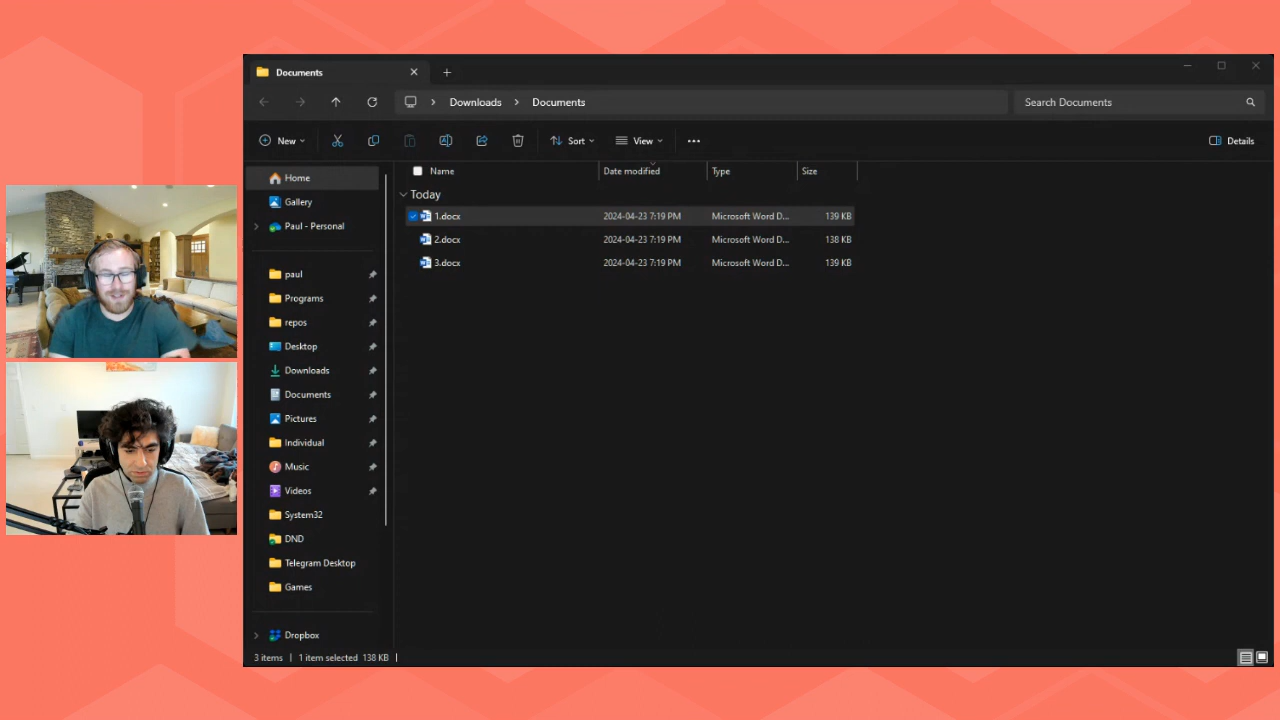 Documents
Downloads > Documents
Search Documents
New
Sort
View
Details
Name Date modified Type Size
Today
1.docx 2024-04-23 7:19 PM Microsoft Word D... 139 KB
2.docx 2024-04-23 7:19 PM Microsoft Word D... 138 KB
3.docx 2024-04-23 7:19 PM Microsoft Word D... 139 KB
Home
Gallery
Paul - Personal
paul
Programs
repos
Desktop
Downloads
Documents
Pictures
Individual
Music
Videos
System32
DND
Telegram Desktop
Games
Dropbox
3 items | 1 item selected 138 KB |